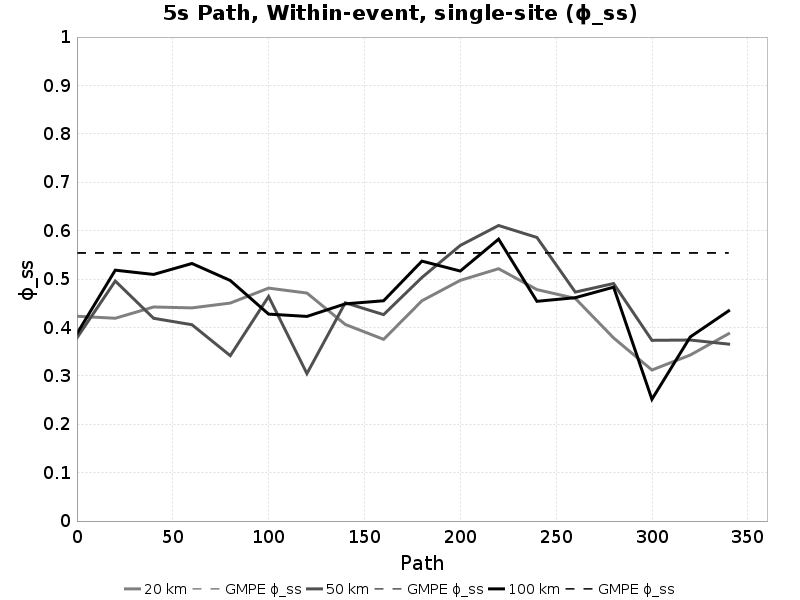 5s Path, Within-event, single-site (ϕ_ss)
1
0.9
0.8
0.7
0.6
0.5
0.4
0.3
0.2
0.1
0
ϕ_ss
0 50 100 150 200 250 300 350
Path
20 km GMPE ϕ_ss 50 km GMPE ϕ_ss 100 km GMPE ϕ_ss